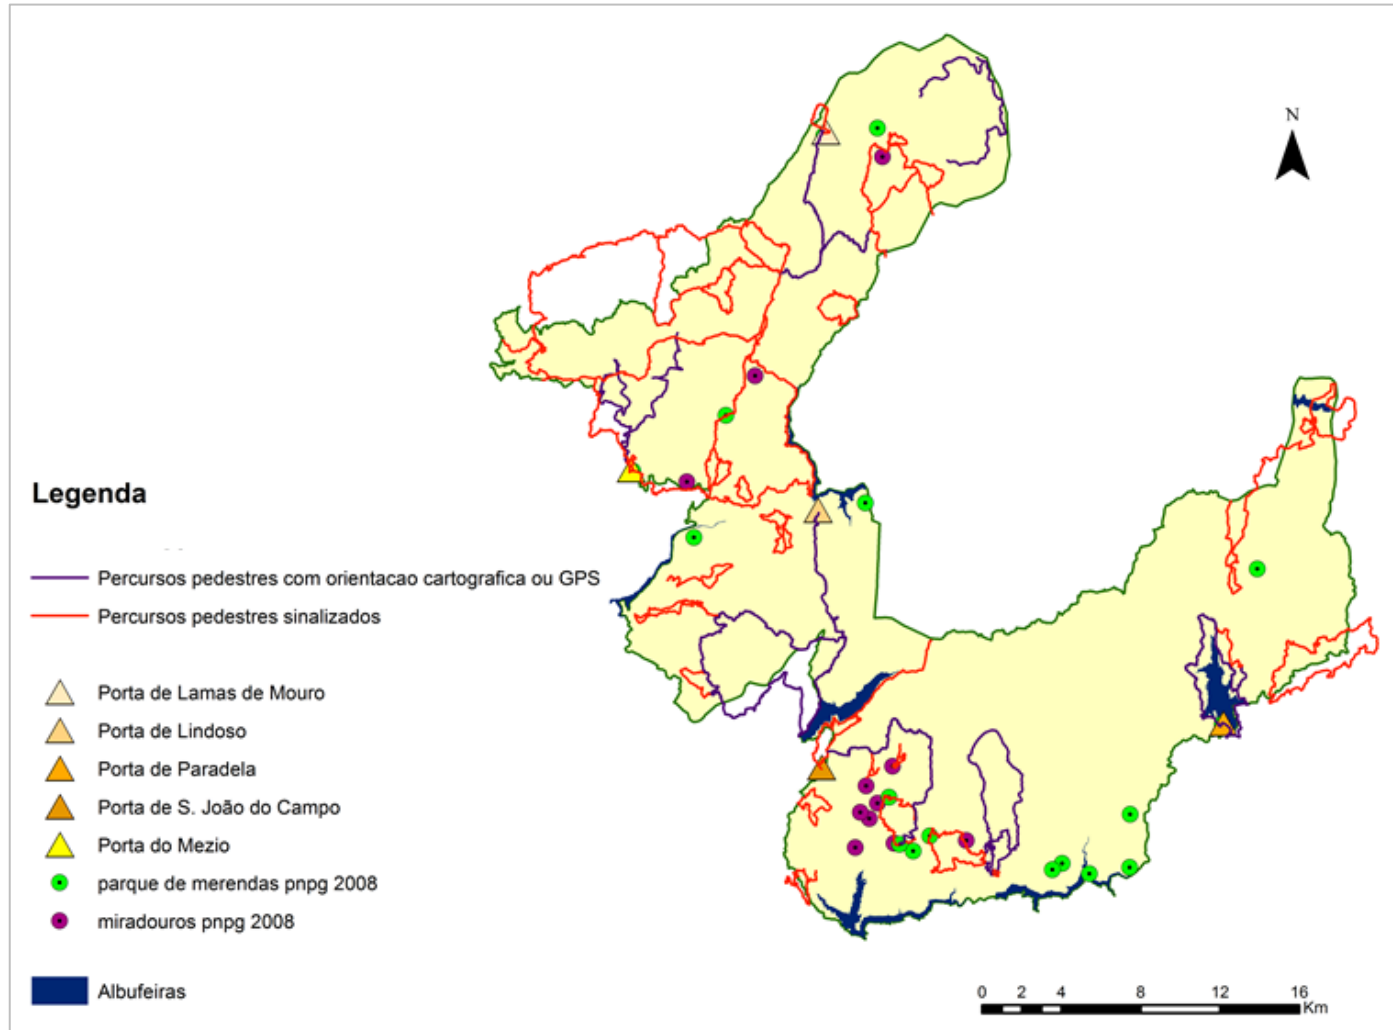 N
Legenda
Percursos pedestres com orientacao cartografica ou GPS
Percursos pedestres sinalizados
Porta de Lamas de Mouro
Porta de Lindoso
Porta de Paradela
Porta de S. João do Campo
Porta do Mezio
parque de merendas pnpg 2008
miradouros pnpg 2008
Albufeiras
0 2 4 8 12 16
Km